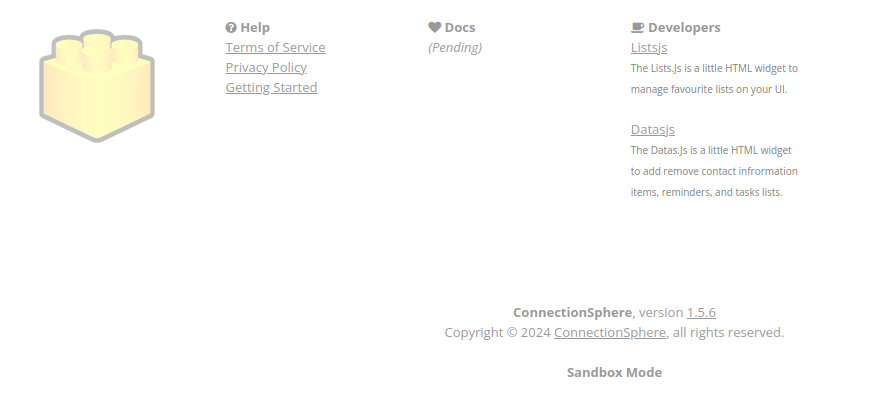 Help
Terms of Service
Privacy Policy
Getting Started
Docs
(Pending)
Developers
Listsjs
The Lists.Js is a little HTML widget to
manage favourite lists on your UI.
Datasjs
The Datas.Js is a little HTML widget
to add remove contact infrormation
items, reminders, and tasks lists.
ConnectionSphere, version 1.5.6
Copyright © 2024 ConnectionSphere, all rights reserved.
Sandbox Mode